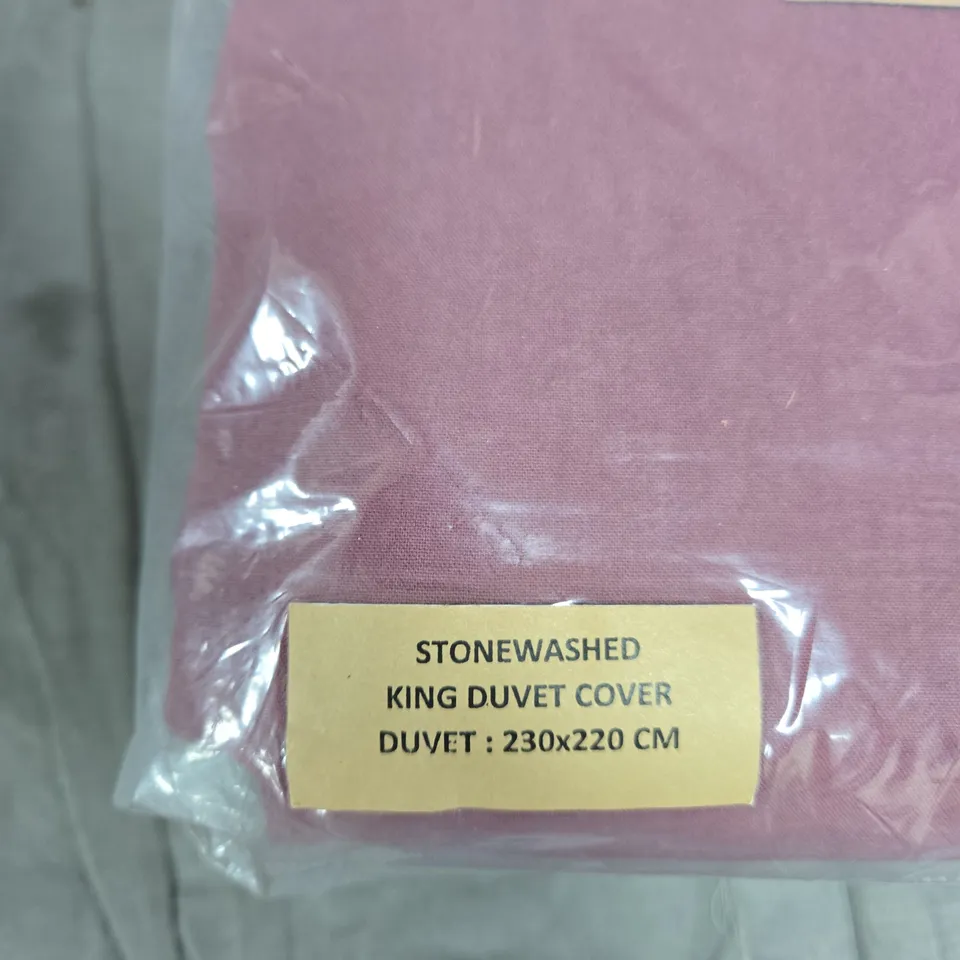 STONEWASHED
KING DUVET COVER
DUVET : 230x220 CM